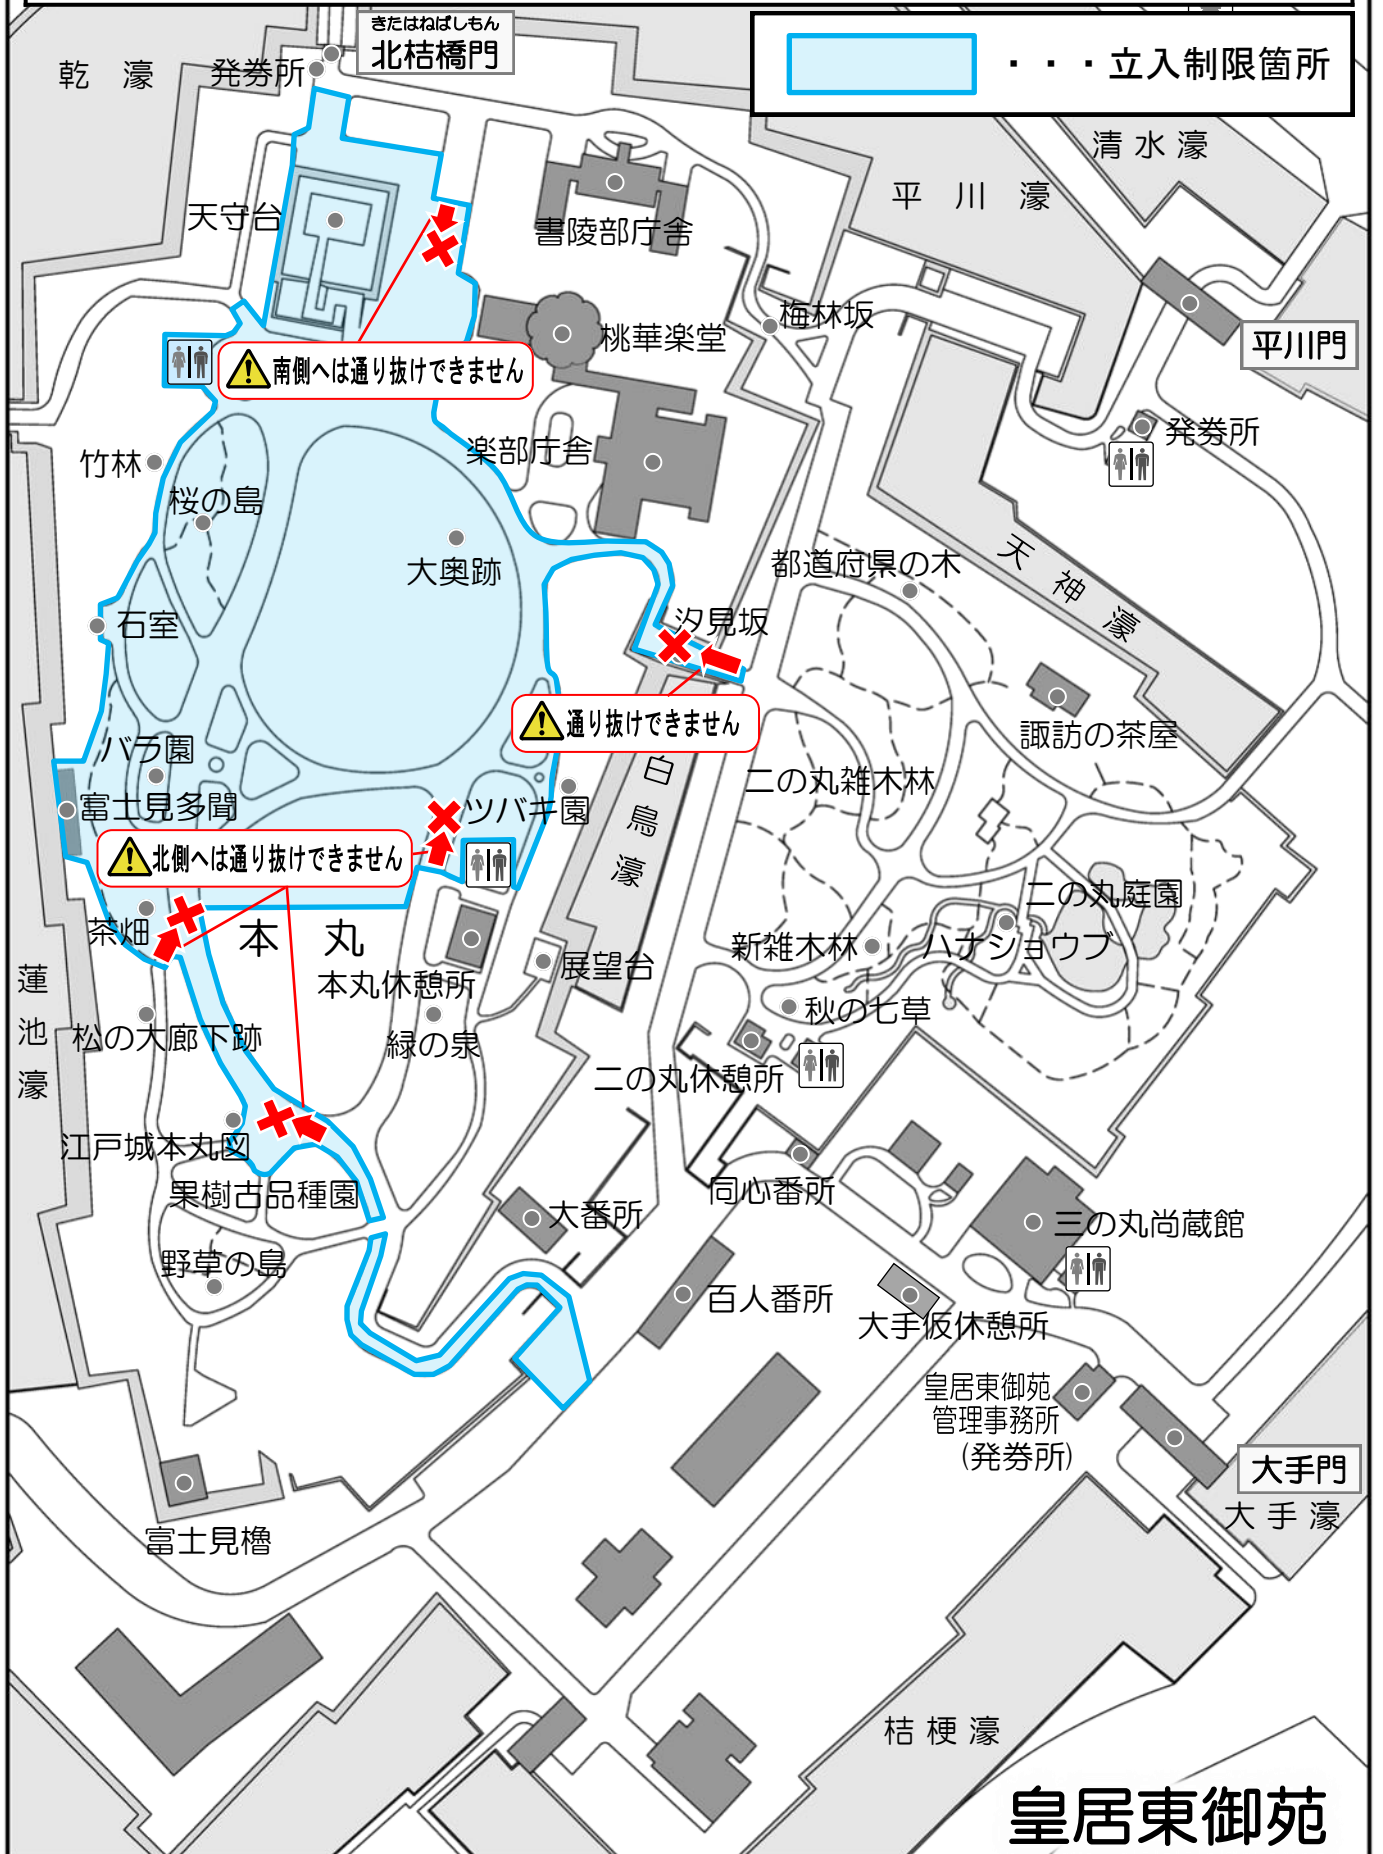 きたはねばしもん
北桔橋門
・・・立入制限箇所
乾濠
発券所
清水濠
平川濠
天守台
書陵部庁舎
梅林坂
桃華楽堂
平川門
南側へは通り抜けできません
発券所
竹林
楽部庁舎
桜の島
大奥跡
天神濠
都道府県の木
石室
汐見坂
通り抜けできません
諏訪の茶屋
バラ園
白鳥濠
二の丸雑木林
富士見多聞
ツバキ園
北側へは通り抜けできません
二の丸庭園
茶畑
本丸
新雑木林
ハナショウブ
展望台
本丸休憩所
蓮池濠
秋の七草
松の大廊下跡
緑の泉
二の丸休憩所
江戸城本丸図
果樹古品種園
同心番所
大番所
三の丸尚蔵館
野草の島
百人番所
大手仮休憩所
皇居東御苑
管理事務所
(発券所)
大手門
大手濠
富士見櫓
桔梗濠
皇居東御苑